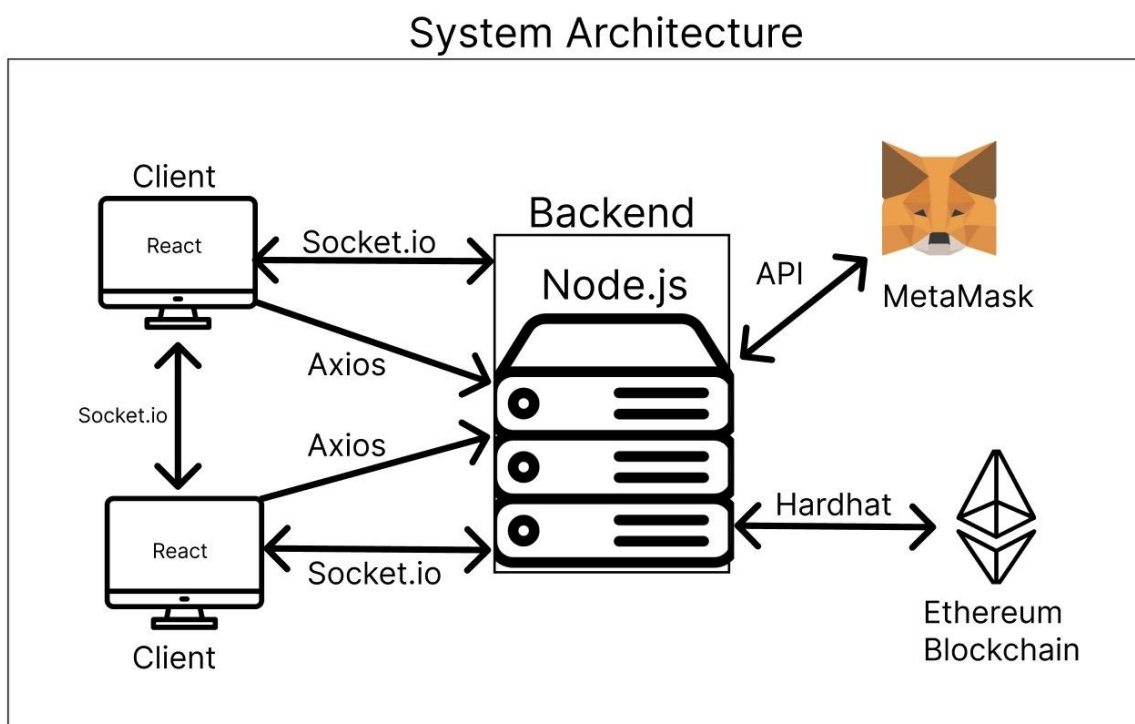 System Architecture
Client
React
Socket.io
Axios
Socket.io
Axios
React
Socket.io
Client
Backend
Node.js
API
MetaMask
Hardhat
Ethereum
Blockchain